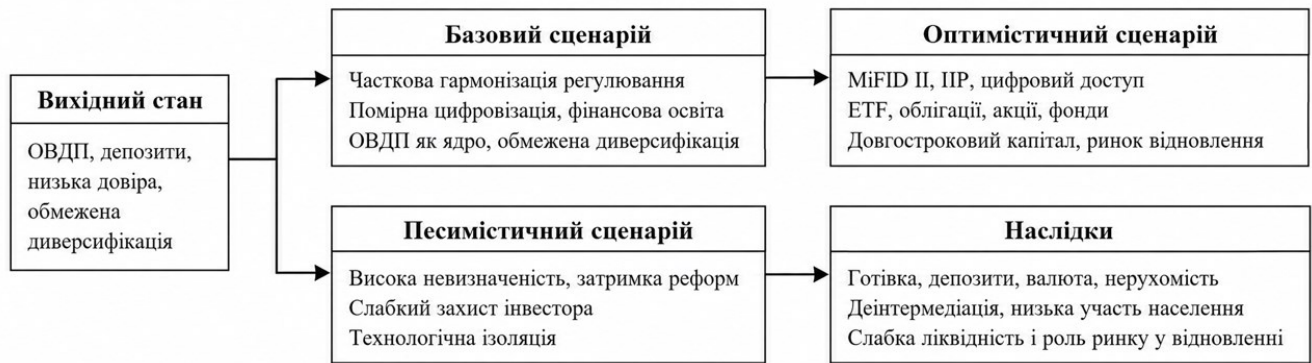 Вихідний стан
ОВДП, депозити,
низька довіра,
обмежена
диверсифікація
Базовий сценарій
Часткова гармонізація регулювання
Помірна цифровізація, фінансова освіта
ОВДП як ядро, обмежена диверсифікація
Оптимістичний сценарій
MiFID II, ІІР, цифровий доступ
ETF, облігації, акції, фонди
Довгостроковий капітал, ринок відновлення
Песимістичний сценарій
Висока невизначеність, затримка реформ
Слабкий захист інвестора
Технологічна ізоляція
Наслідки
Готівка, депозити, валюта, нерухомість
Деінтермедіація, низька участь населення
Слабка ліквідність і роль ринку у відновленні